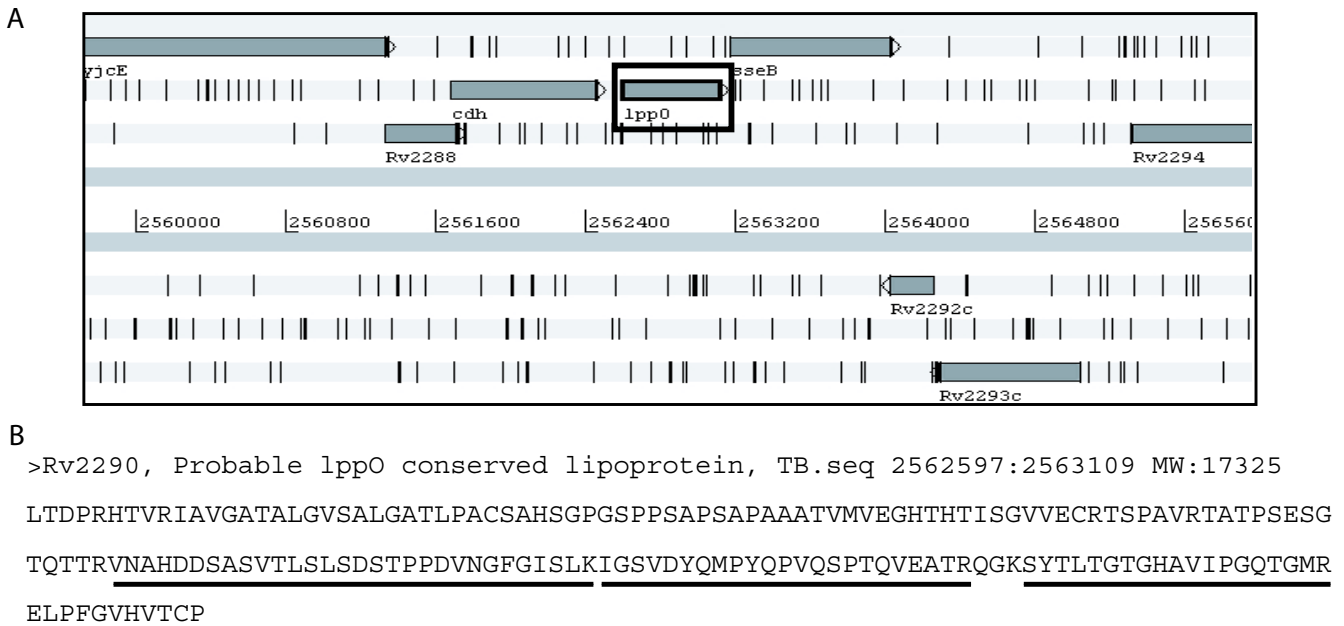 A
yjcE
sseB
cdh
lppO
Rv2288
Rv2294
2560000 2560800 2561600 2562400 2563200 2564000 2564800 256560
Rv2292c
Rv2293c
B
>Rv2290, Probable lppO conserved lipoprotein, TB.seq 2562597:2563109 MW:17325
LTDPRHTVRIAVGATALGVSALGATLPACSAHSGPGSPPSAPSAPAAATVMVEGHTHTISGVVECRTSPAVRTATPSESG
TQTTRVNAHDDSASVTLSLSDSTPPDVNGFGISLKIGSVDYQMPYQPVQSPTQVEATRQGKSYTLTGTGHAVIPGQTGMR
ELPFGVHVTCP